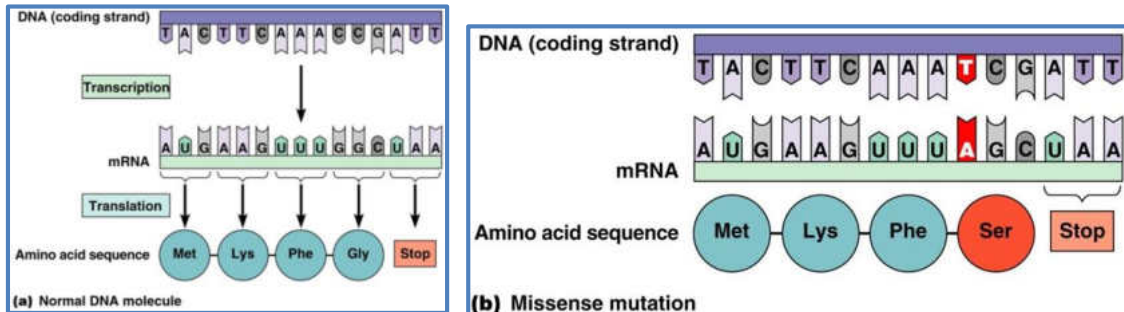 DNA (coding strand)
T A C T T C A A A C C G A T T
Transcription
A U G A A G U U U G G C U A A
mRNA
Translation
Amino acid sequence
Met Lys Phe Gly Stop
(a) Normal DNA molecule
DNA (coding strand)
T A C T T C A A A T C G A T T
A U G A A G U U U A G C U A A
mRNA
Amino acid sequence
Met Lys Phe Ser Stop
(b) Missense mutation